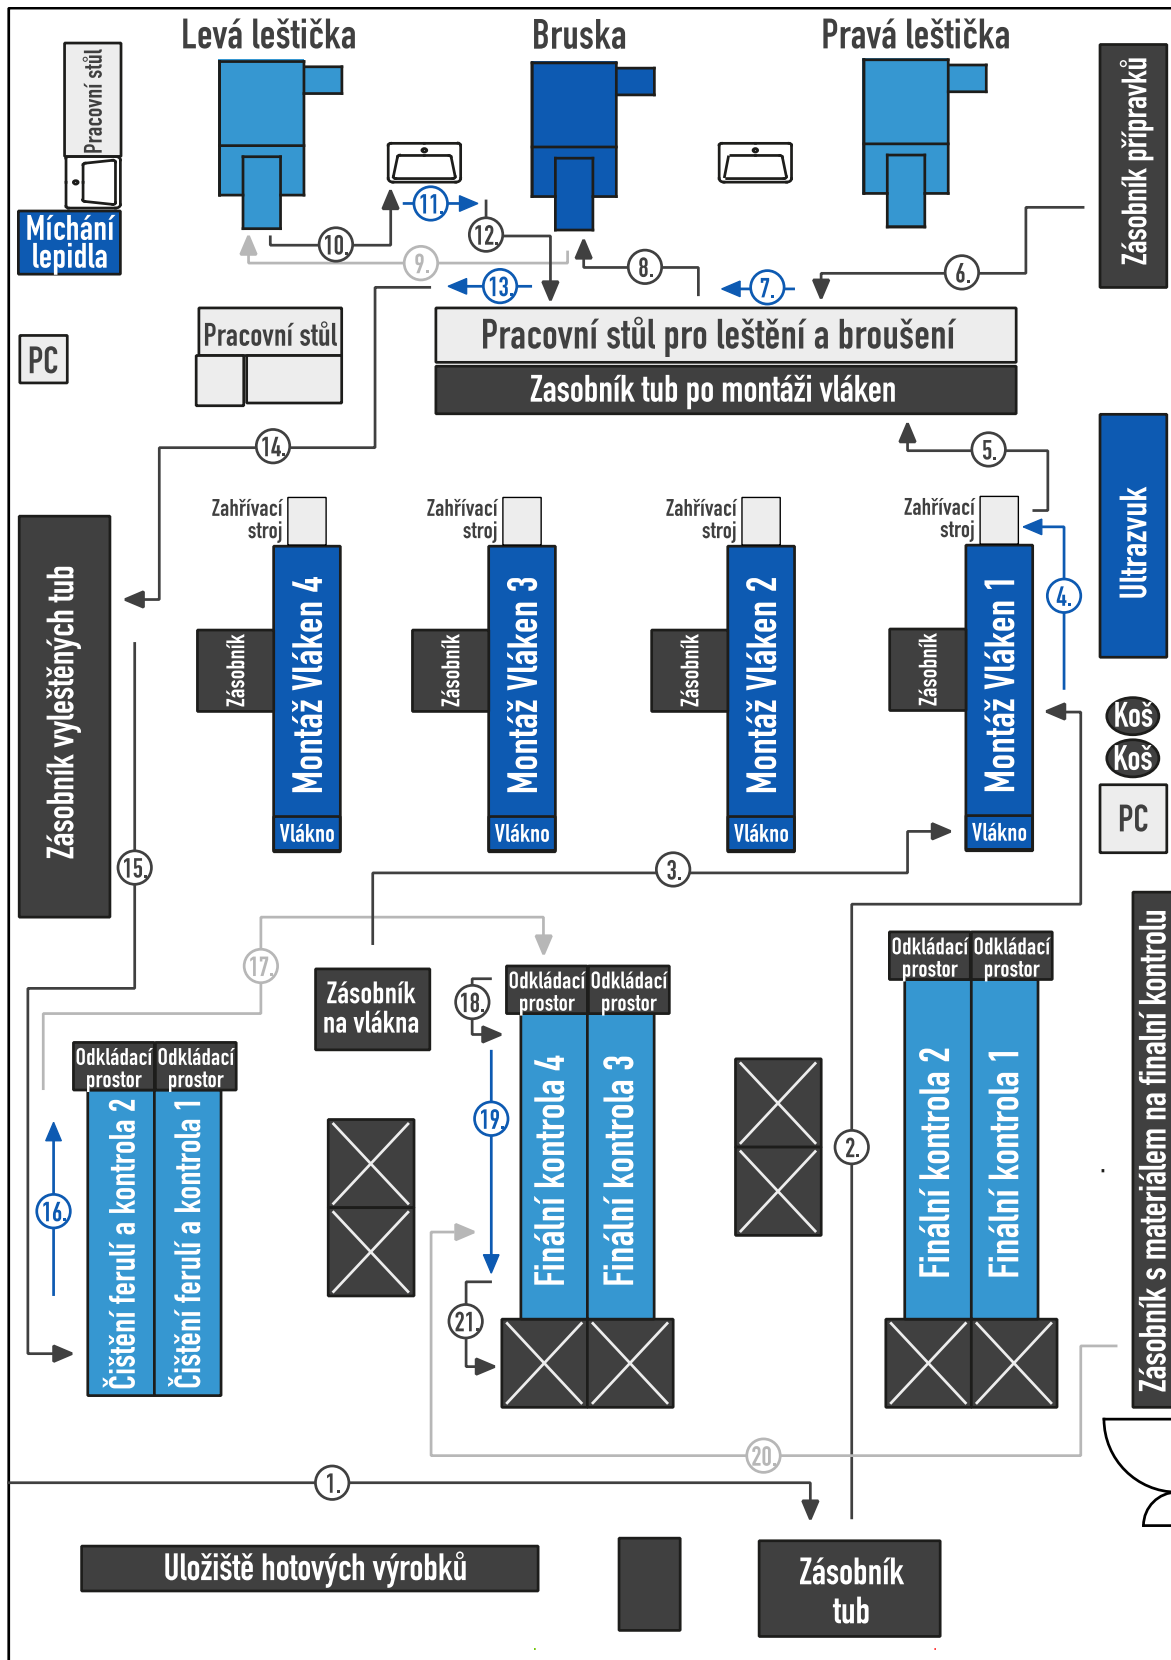 Levá leštička
Bruska
Pravá leštička
Pracovní stůl
Zásobník přípravků
Míchání
lepidla
11.
12.
10.
9.
8.
6.
13.
7.
PC
Pracovní stůl
Pracovní stůl pro leštění a broušení
Zasobník tub po montáži vláken
14.
5.
Ultrazvuk
Zahřívací
stroj
Zahřívací
stroj
Zahřívací
stroj
Zahřívací
stroj
4.
Zásobník vyleštěných tub
Zásobník
Montáž Vláken 4
Vlákno
Zásobník
Montáž Vláken 3
Vlákno
Zásobník
Montáž Vláken 2
Vlákno
Zásobník
Montáž Vláken 1
Vlákno
Koš
Koš
PC
15.
3.
17.
Zásobník
na vlákna
18.
Odkládací
prostor
Odkládací
prostor
Odkládací
prostor
Odkládací
prostor
Zásobník s materiálem na finalní kontrolu
Odkládací
prostor
Odkládací
prostor
16.
Čištění ferulí a kontrola 2
Čištění ferulí a kontrola 1
19.
Finální kontrola 4
Finální kontrola 3
2.
Finální kontrola 2
Finální kontrola 1
21.
20.
1.
Uložiště hotových výrobků
Zásobník
tub